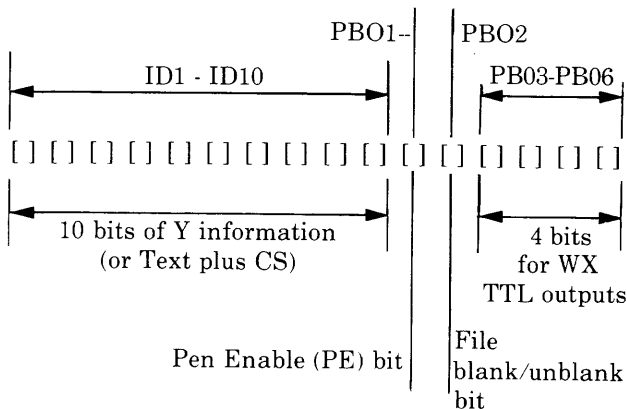 PBO1-- PBO2
ID1 - ID10 PB03-PB06
[ ] [ ] [ ] [ ] [ ] [ ] [ ] [ ] [ ] [ ] [ ] [ ] [ ] [ ] [ ] [ ]
10 bits of Y information
(or Text plus CS)
4 bits
for WX
TTL outputs
Pen Enable (PE) bit
File
blank/unblank
bit